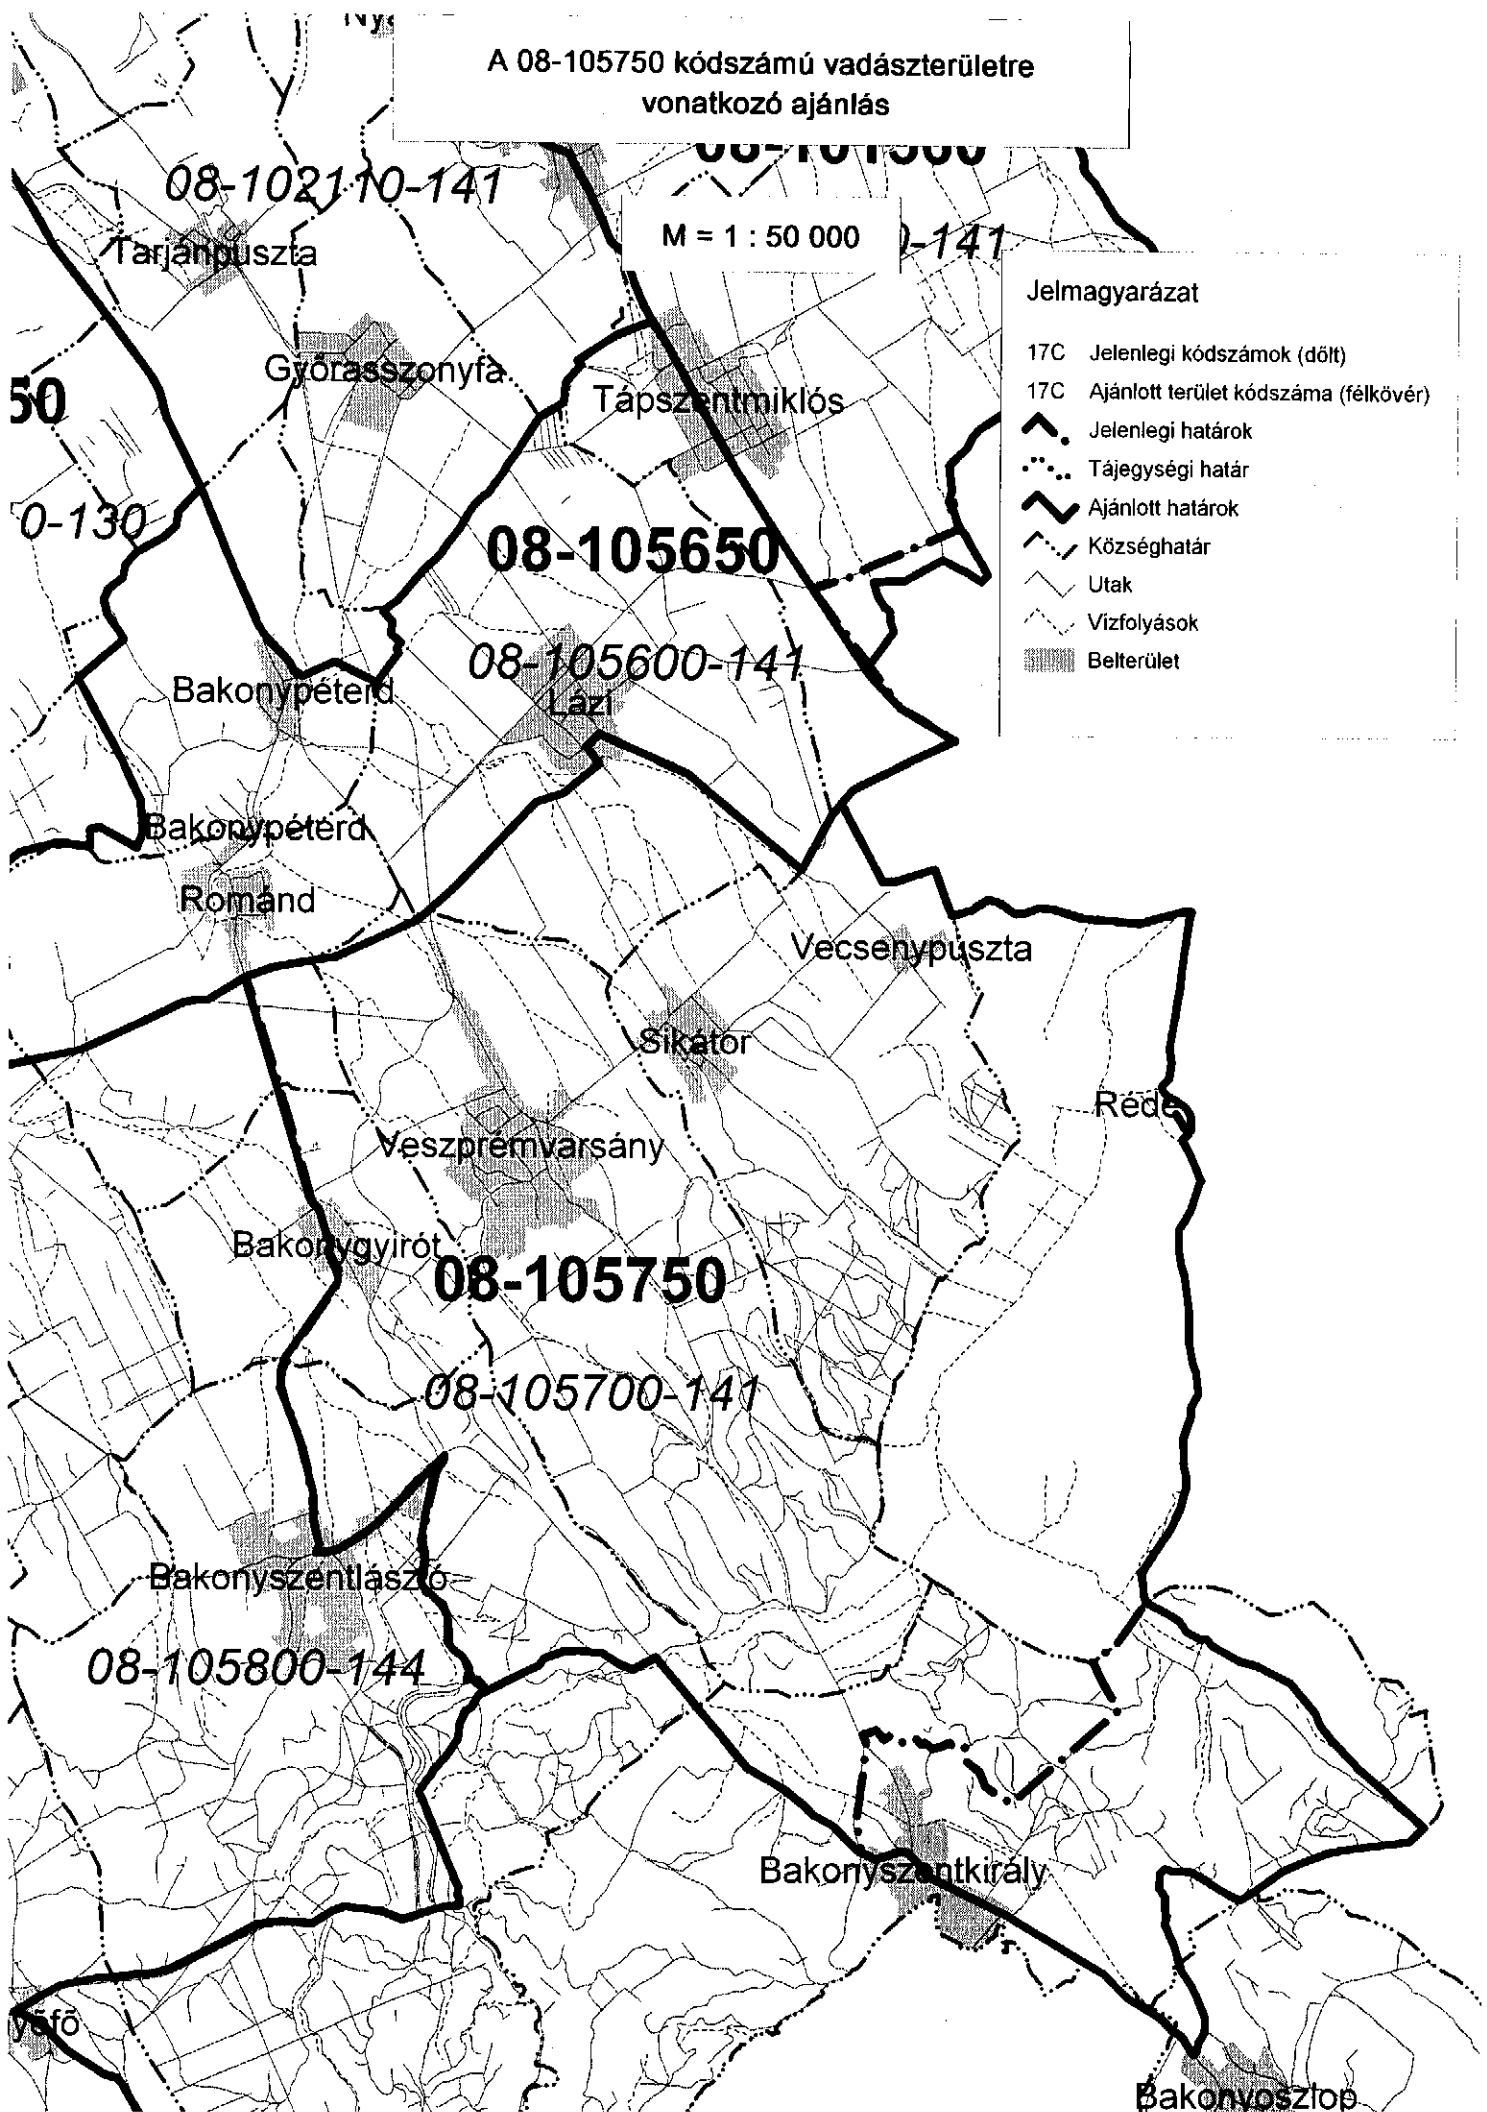 A 08-105750 kódszámú vadászterületre
vonatkozó ajánlás
08-102110-141
Tarjánpuszta
M = 1 : 50 000
-141
Jelmagyarázat
17C Jelenlegi kódszámok (dőlt)
17C Ajánlott terület kódszáma (félkövér)
Jelenlegi határok
Tájegységi határ
Ajánlott határok
Községhatár
Utak
Vízfolyások
Belterület
Győrasszonyfa
50
Tápszentmiklós
0-130
08-105650
08-105600-141
Bakonypéterd
Lázi
Bakonypéterd
Románd
Vecsenypuszta
Sikátor
Réde
Veszprémvarsány
Bakonygyirót
08-105750
08-105700-141
Bakonyszentlászló
08-105800-144
Bakonyszentkirály
yőfő
Bakonyoszlop